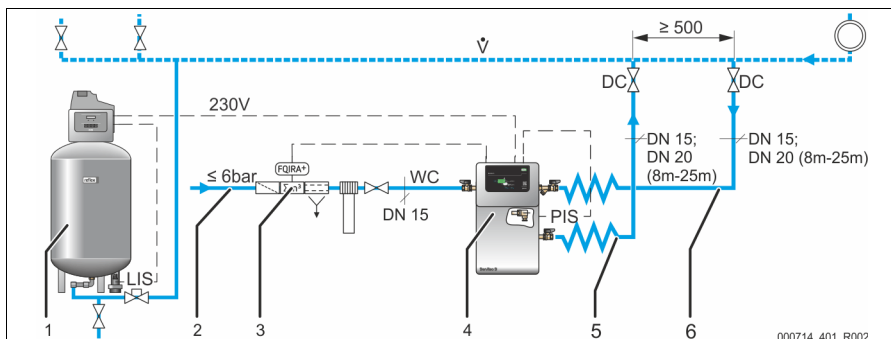 ≥ 500
V̇
DC
DC
230V
DN 15;
DN 20
(8m-25m)
DN 15;
DN 20 (8m-25m)
≤ 6bar
FQIRA+
WC
DN 15
PIS
reflex
LIS
1
2
3
4
5
6
000714_401_R002